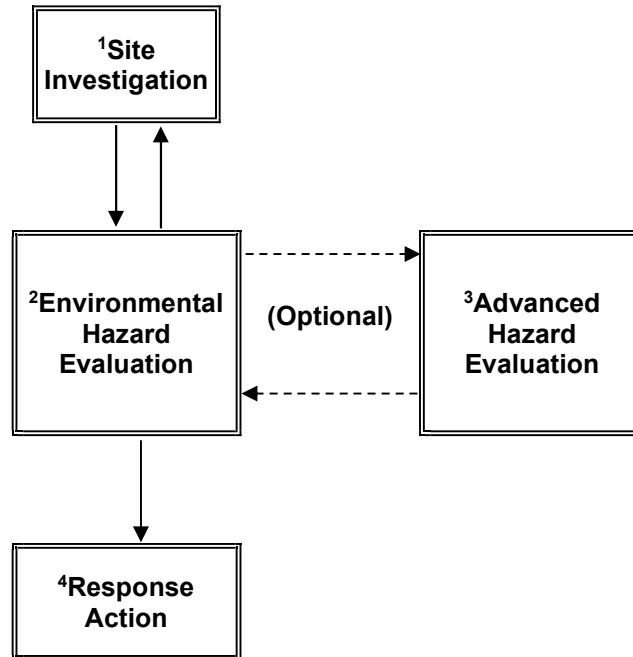 ¹Site
Investigation
²Environmental
Hazard
Evaluation
(Optional)
³Advanced
Hazard
Evaluation
⁴Response
Action